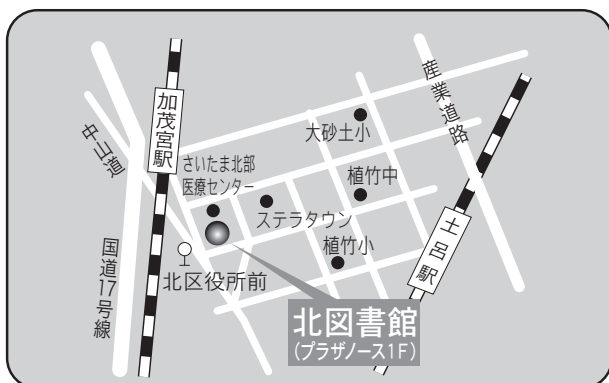 産業道路
加茂宮駅
大砂土小
中山道
さいたま北部
医療センター
植竹中
ステラタウン
土呂駅
植竹小
国道17号線
北区役所前
北図書館
(プラザノース1F)